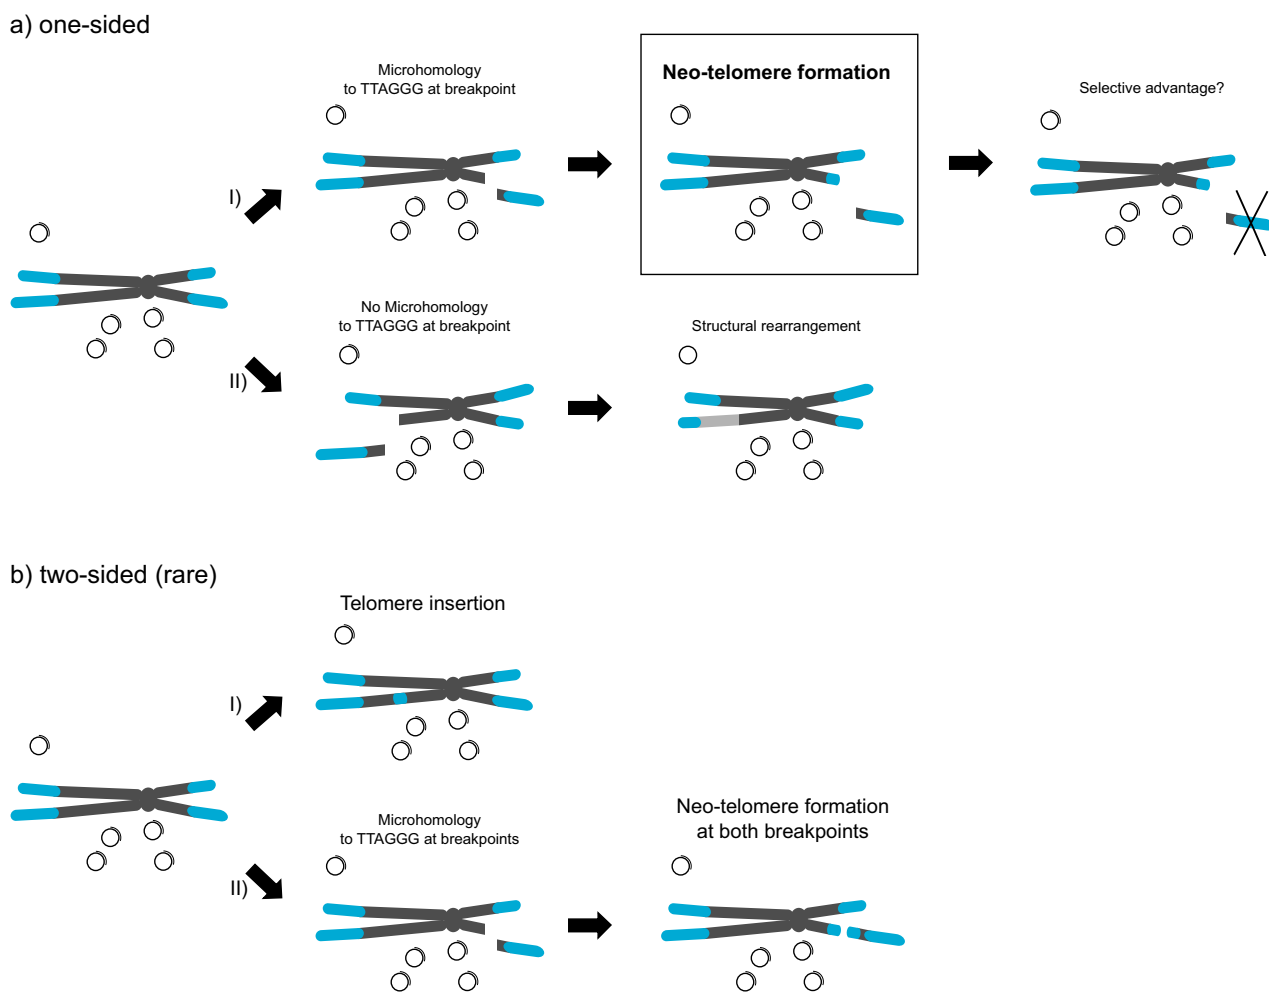 a) one-sided
Microhomology
to TTAGGG at breakpoint
Neo-telomere formation
Selective advantage?
I)
No Microhomology
to TTAGGG at breakpoint
Structural rearrangement
II)
b) two-sided (rare)
Telomere insertion
I)
Microhomology
to TTAGGG at breakpoints
Neo-telomere formation
at both breakpoints
II)